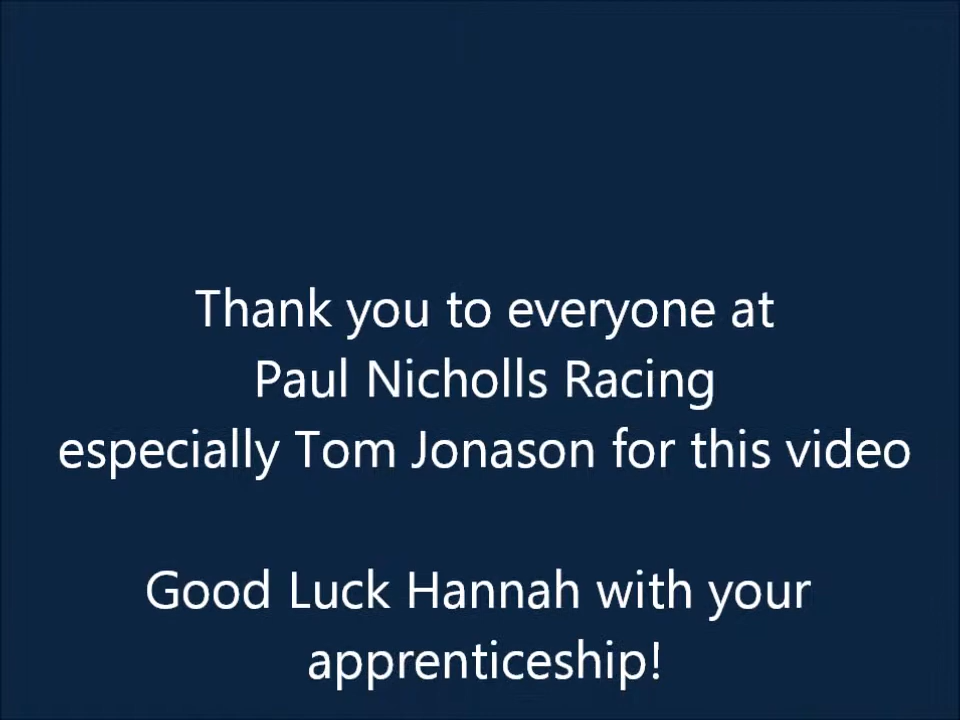 Thank you to everyone at
Paul Nicholls Racing
especially Tom Jonason for this video
Good Luck Hannah with your
apprenticeship!